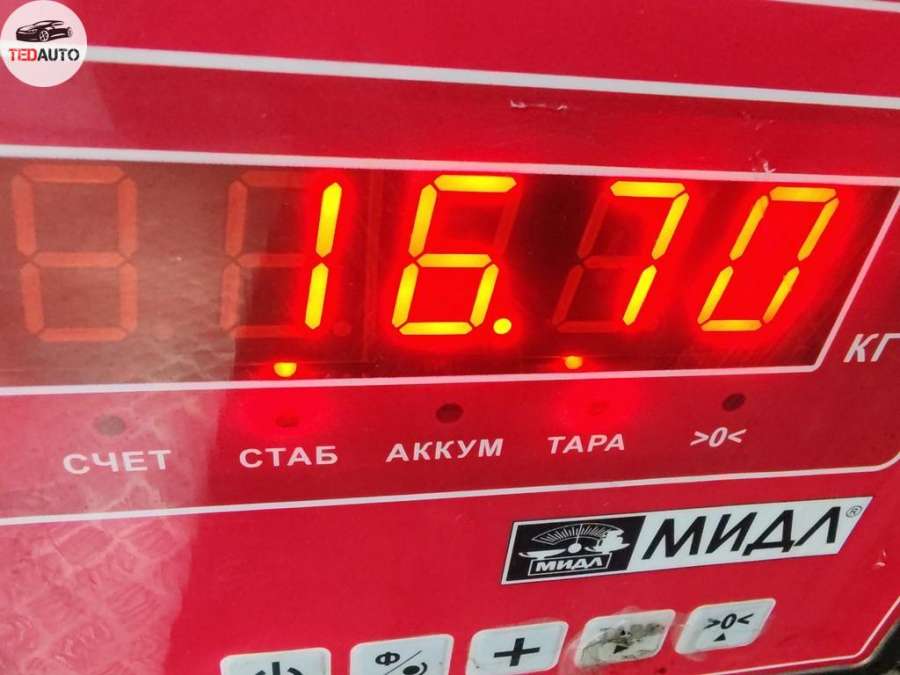 TEDAUTO
16.70
КГ
СЧЕТ СТАБ АККУМ ТАРА >0<
МИДЛ МИДЛ®
Ф + >0<